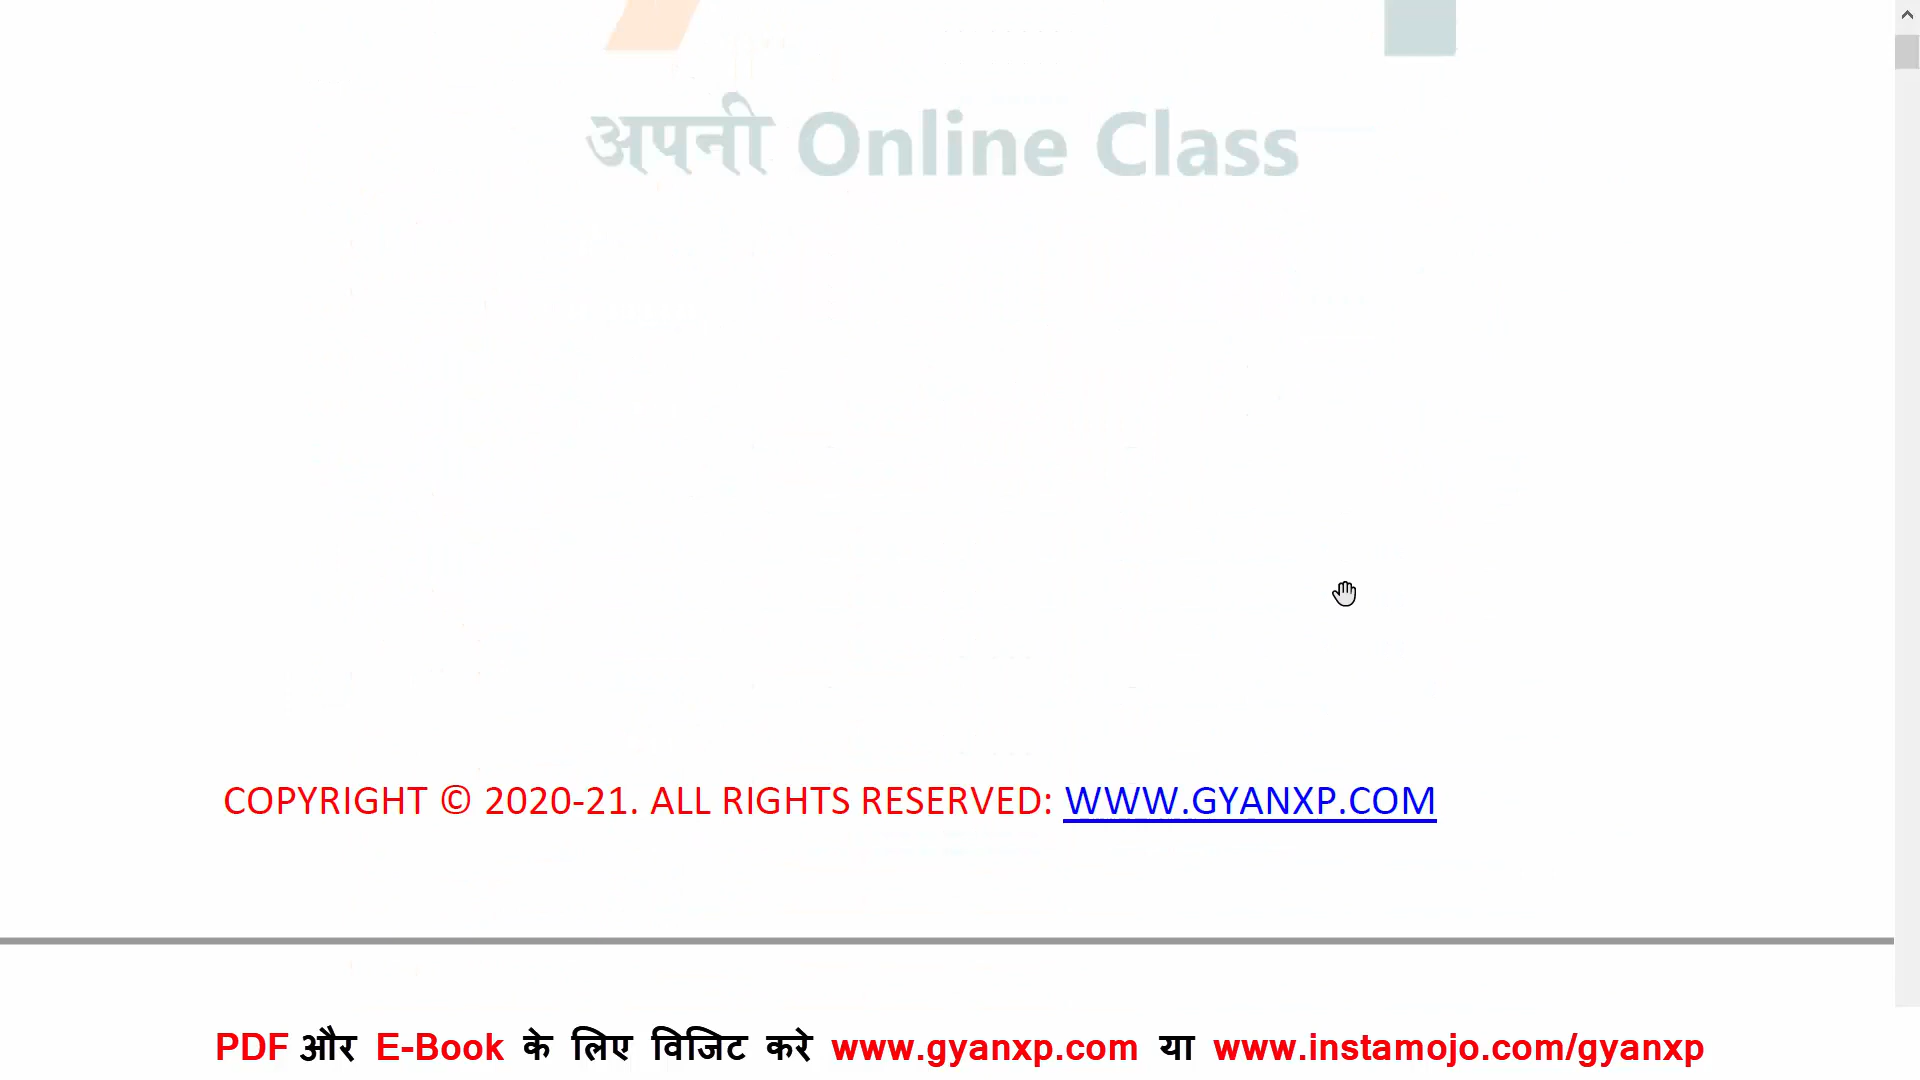 अपनी Online Class
COPYRIGHT © 2020-21. ALL RIGHTS RESERVED: WWW.GYANXP.COM
PDF और E-Book के लिए विजिट करे www.gyanxp.com या www.instamojo.com/gyanxp